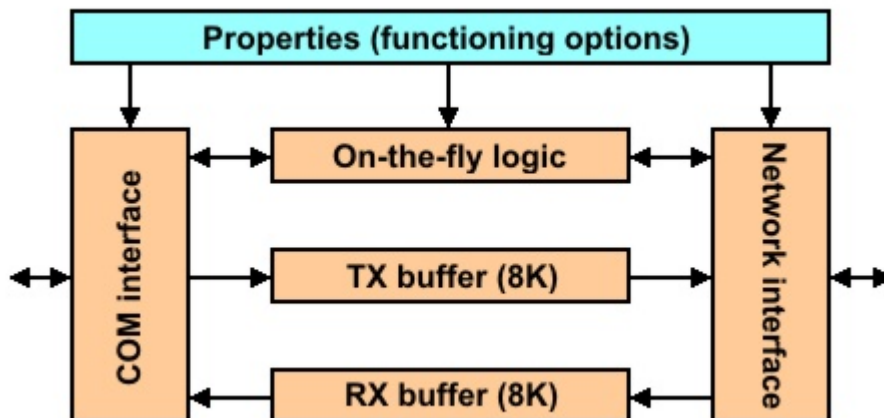 Properties (functioning options)
On-the-fly logic
COM interface
Network interface
TX buffer (8K)
RX buffer (8K)